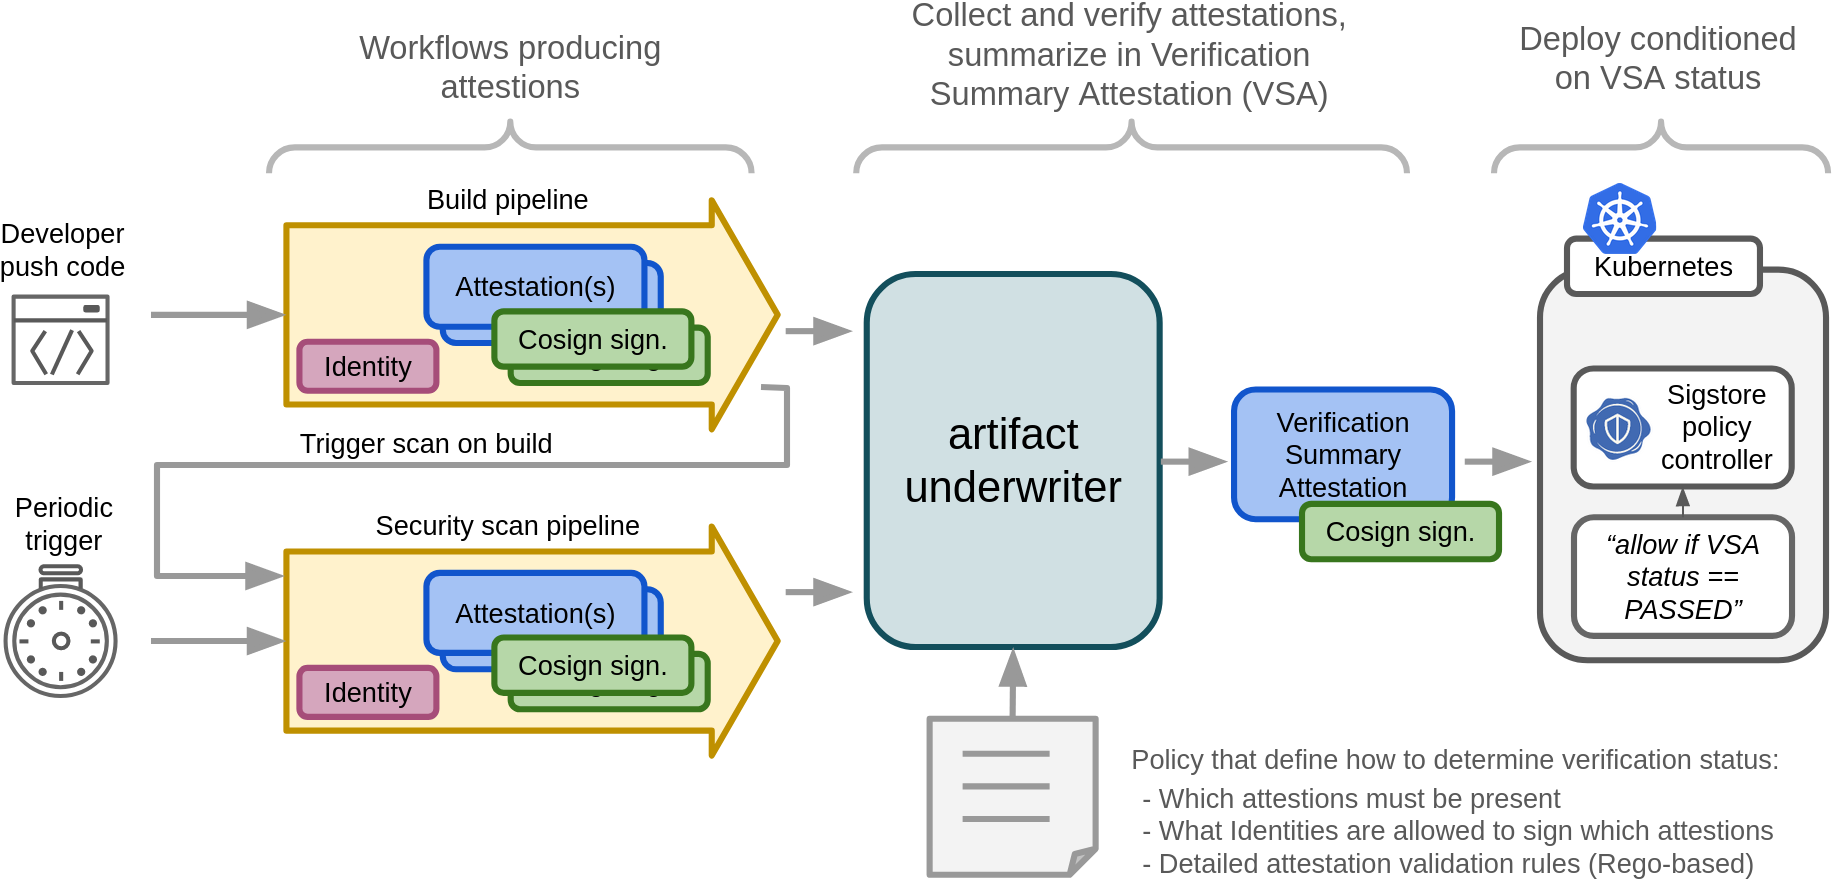 Workflows producing
attestions
Collect and verify attestations,
summarize in Verification
Summary Attestation (VSA)
Deploy conditioned
on VSA status
Developer
push code
Build pipeline
Attestation(s)
Cosign sign.
Identity
Trigger scan on build
Periodic
trigger
Security scan pipeline
Attestation(s)
Cosign sign.
Identity
artifact
underwriter
Verification
Summary
Attestation
Cosign sign.
Kubernetes
Sigstore
policy
controller
“allow if VSA
status ==
PASSED”
Policy that define how to determine verification status:
- Which attestions must be present
- What Identities are allowed to sign which attestions
- Detailed attestation validation rules (Rego-based)